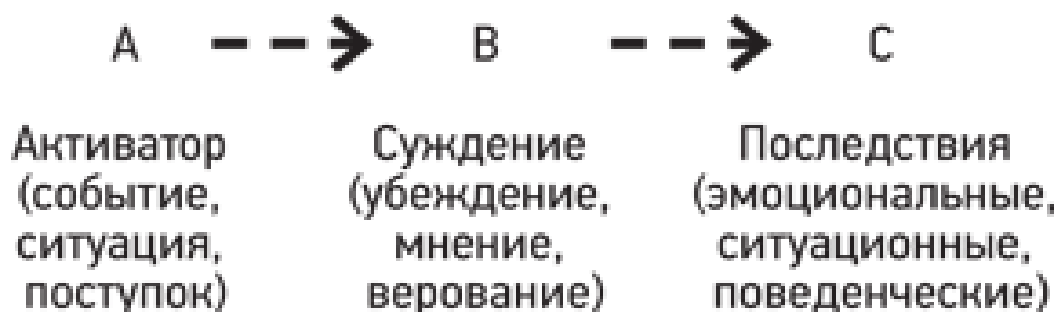 A B C
Активатор Суждение Последствия
(событие, (убеждение, (эмоциональные,
ситуация, мнение, ситуационные,
поступок) верование) поведенческие)